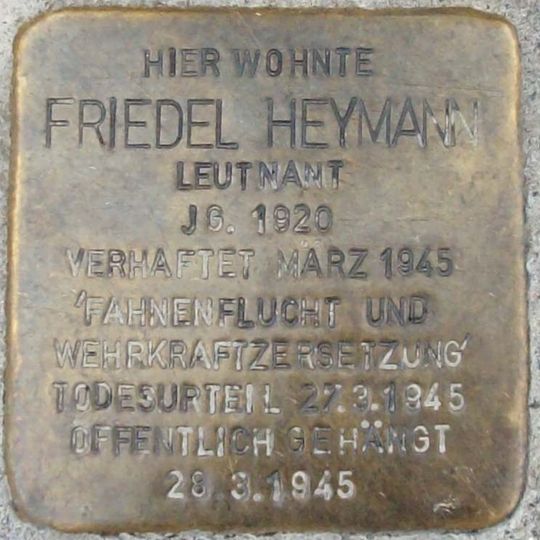 HIER WOHNTE
FRIEDEL HEYMANN
LEUTNANT
JG. 1920
VERHAFTET MÄRZ 1945
'FAHNENFLUCHT UND
WEHRKRAFTZERSETZUNG'
TODESURTEIL 27.3.1945
ÖFFENTLICH GEHÄNGT
28.3.1945